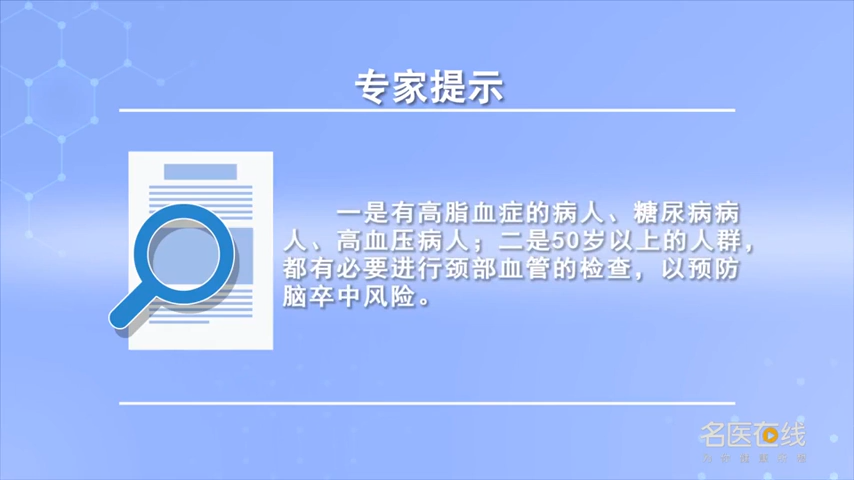 专家提示
一是有高脂血症的病人、糖尿病病
人、高血压病人；二是50岁以上的人群，
都有必要进行颈部血管的检查，以预防
脑卒中风险。
名医在线